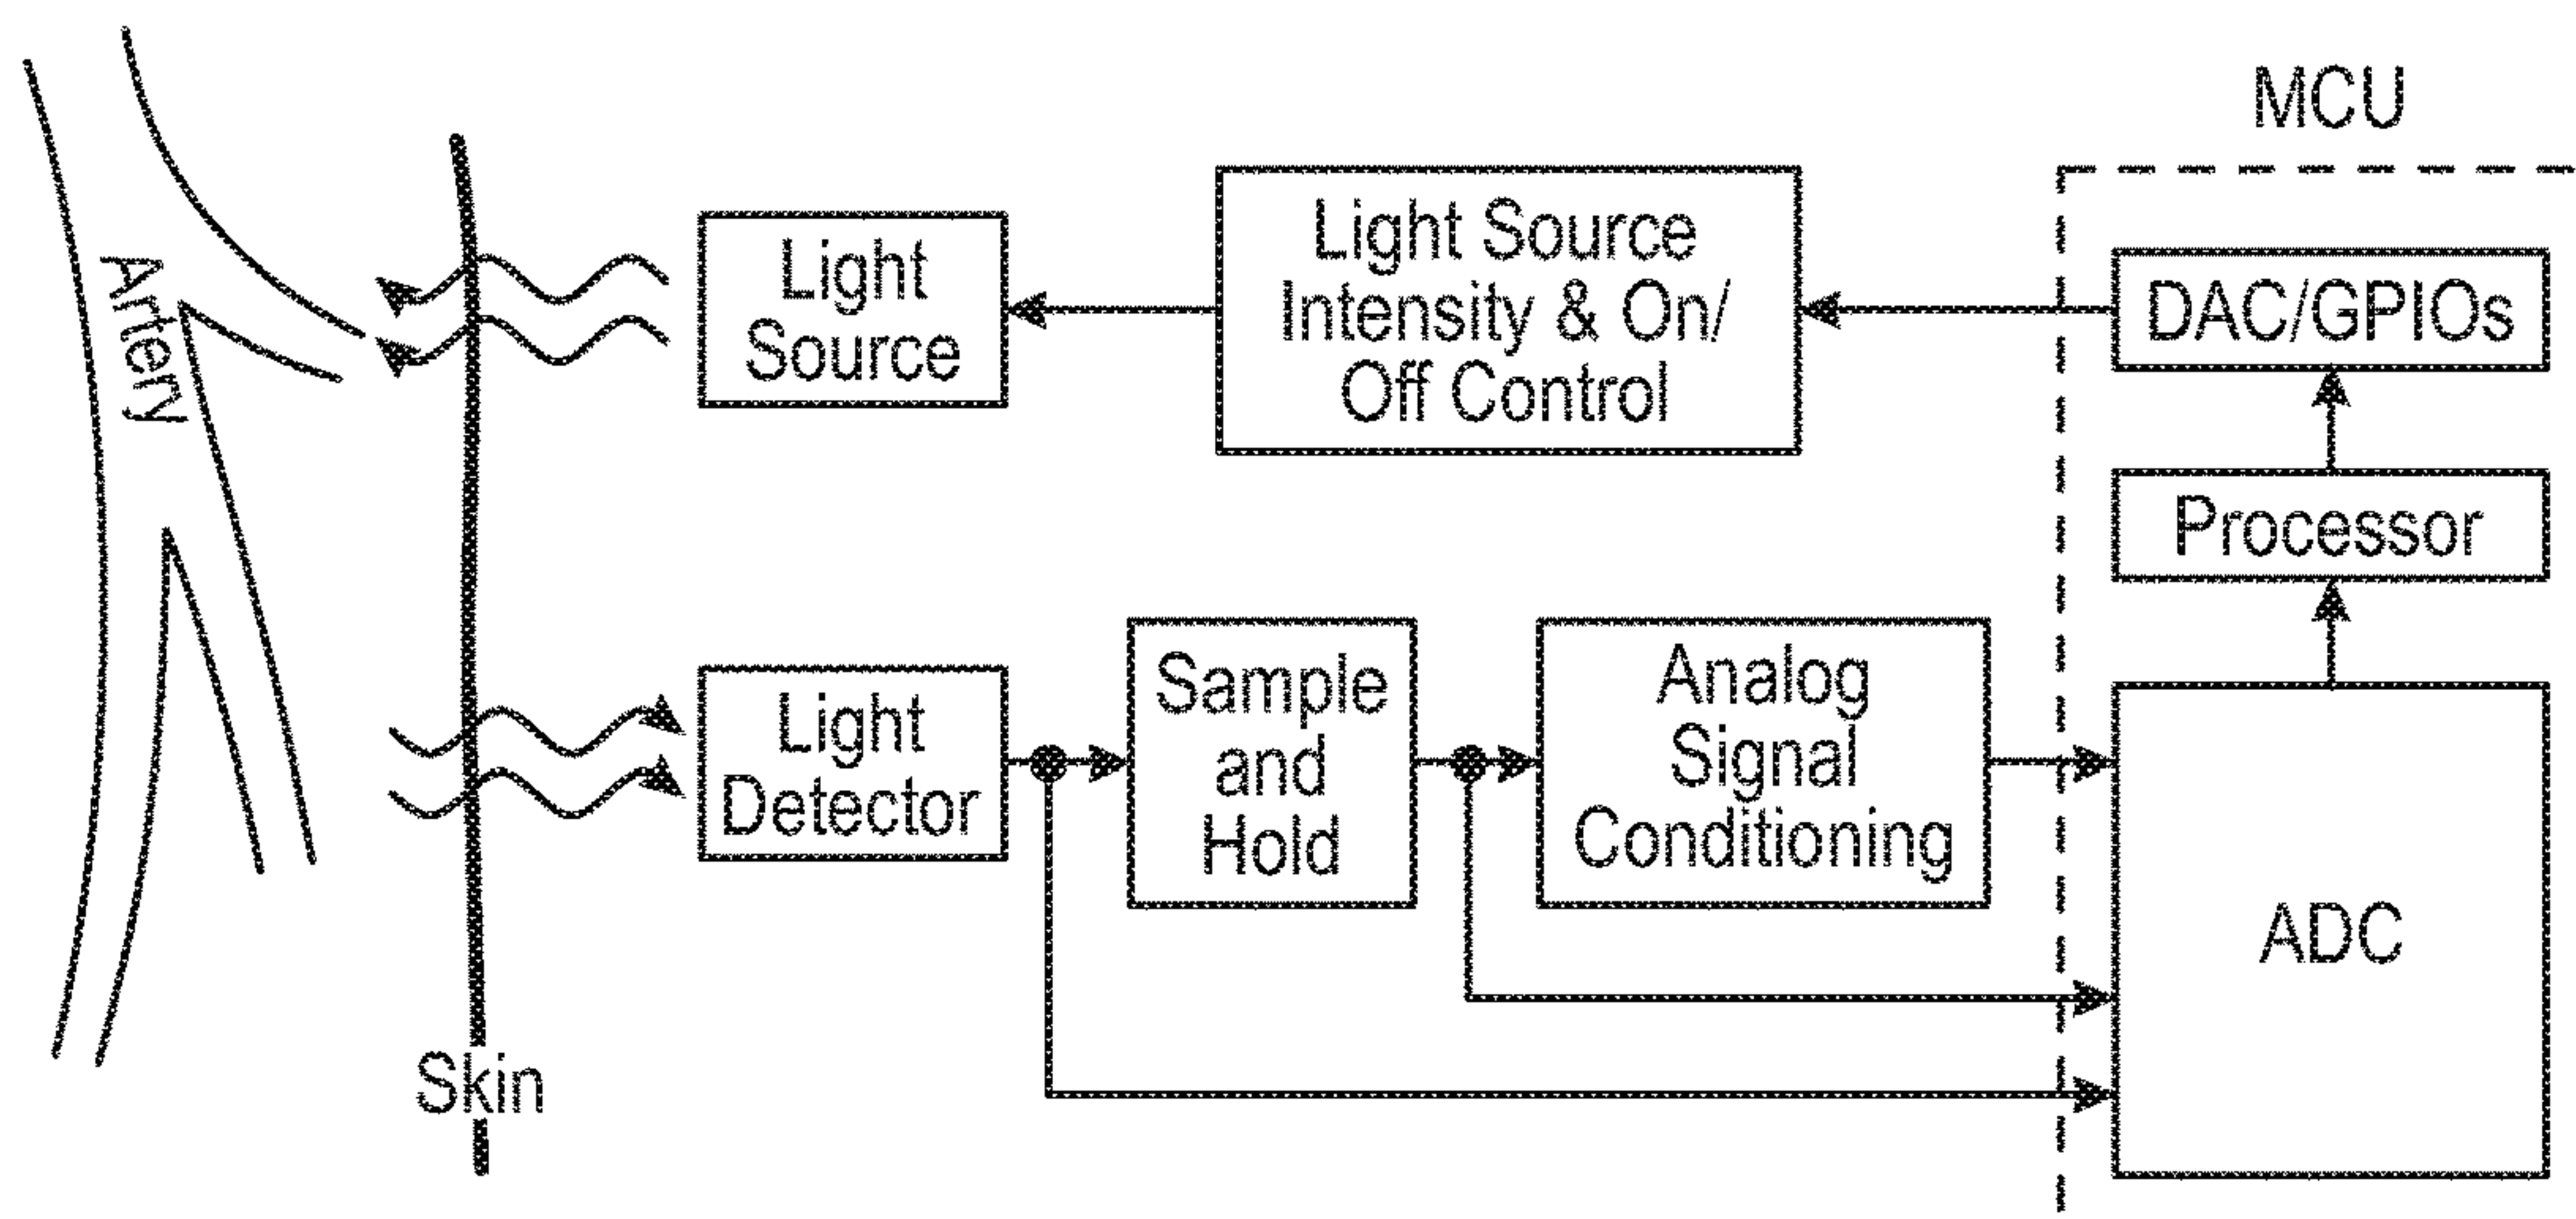 MCU
Artery
Light
Source
Light Source
Intensity & On/
Off Control
DAC/GPIOs
Processor
Light
Detector
Sample
and
Hold
Analog
Signal
Conditioning
ADC
Skin